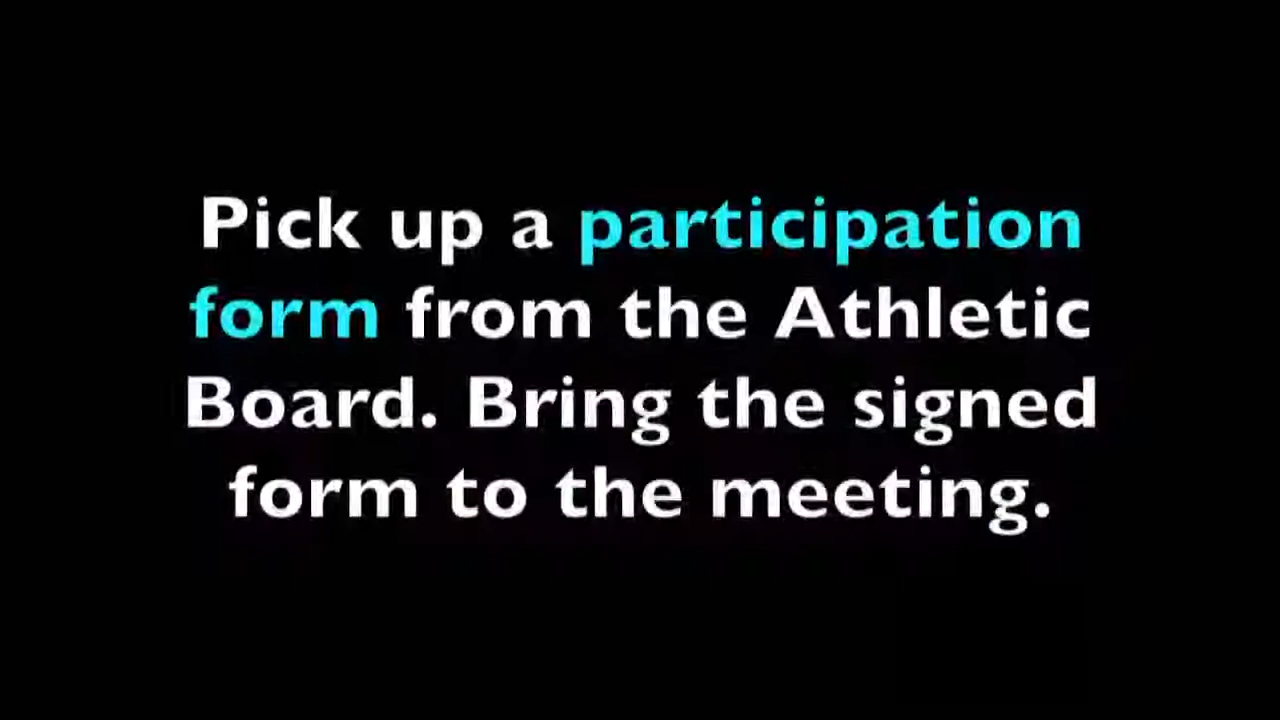 Pick up a participation
form from the Athletic
Board. Bring the signed
form to the meeting.